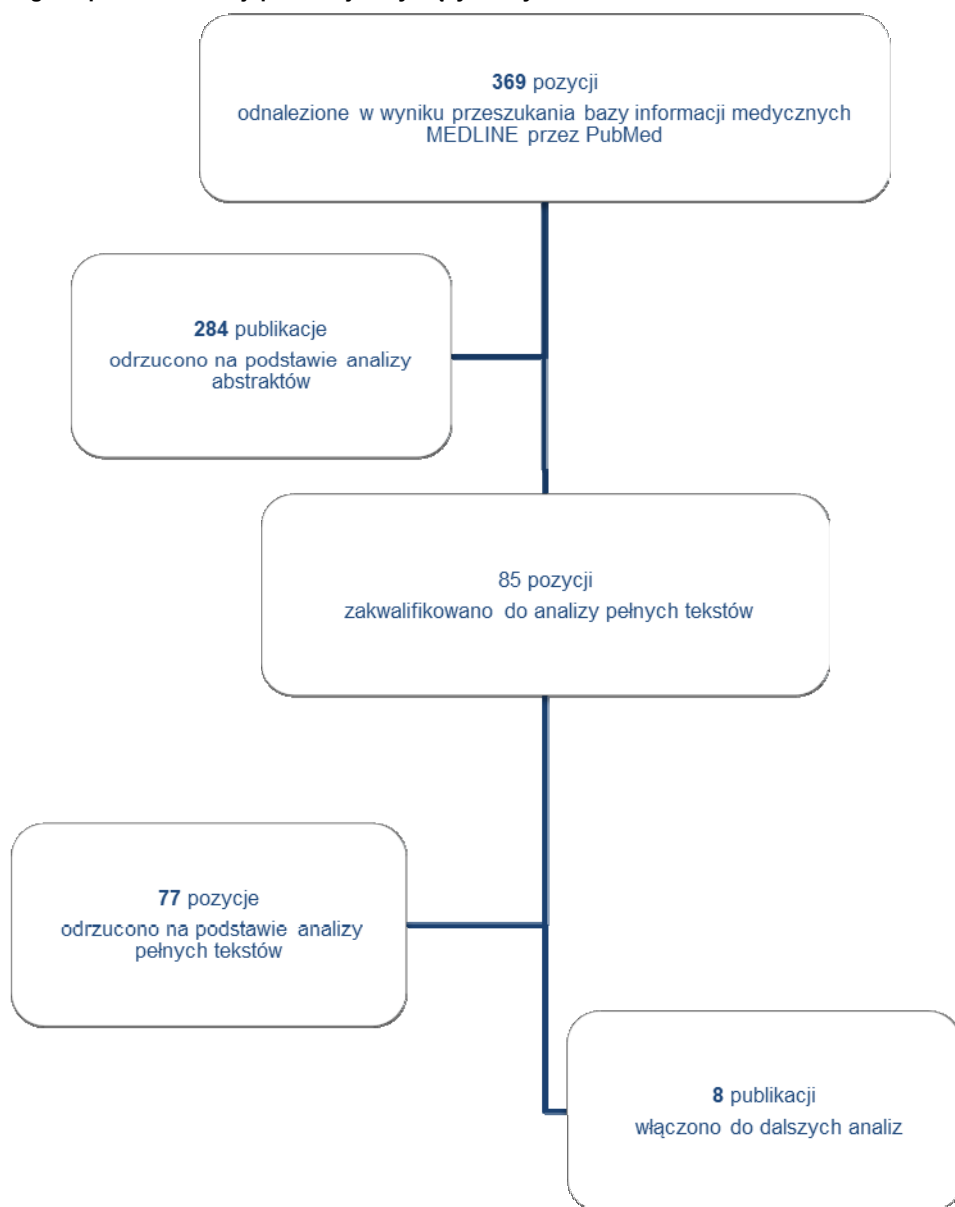 369 pozycji
odnalezione w wyniku przeszukania bazy informacji medycznych
MEDLINE przez PubMed
284 publikacje
odrzucono na podstawie analizy
abstraktów
85 pozycji
zakwalifikowano do analizy pełnych tekstów
77 pozycje
odrzucono na podstawie analizy
pełnych tekstów
8 publikacji
włączono do dalszych analiz